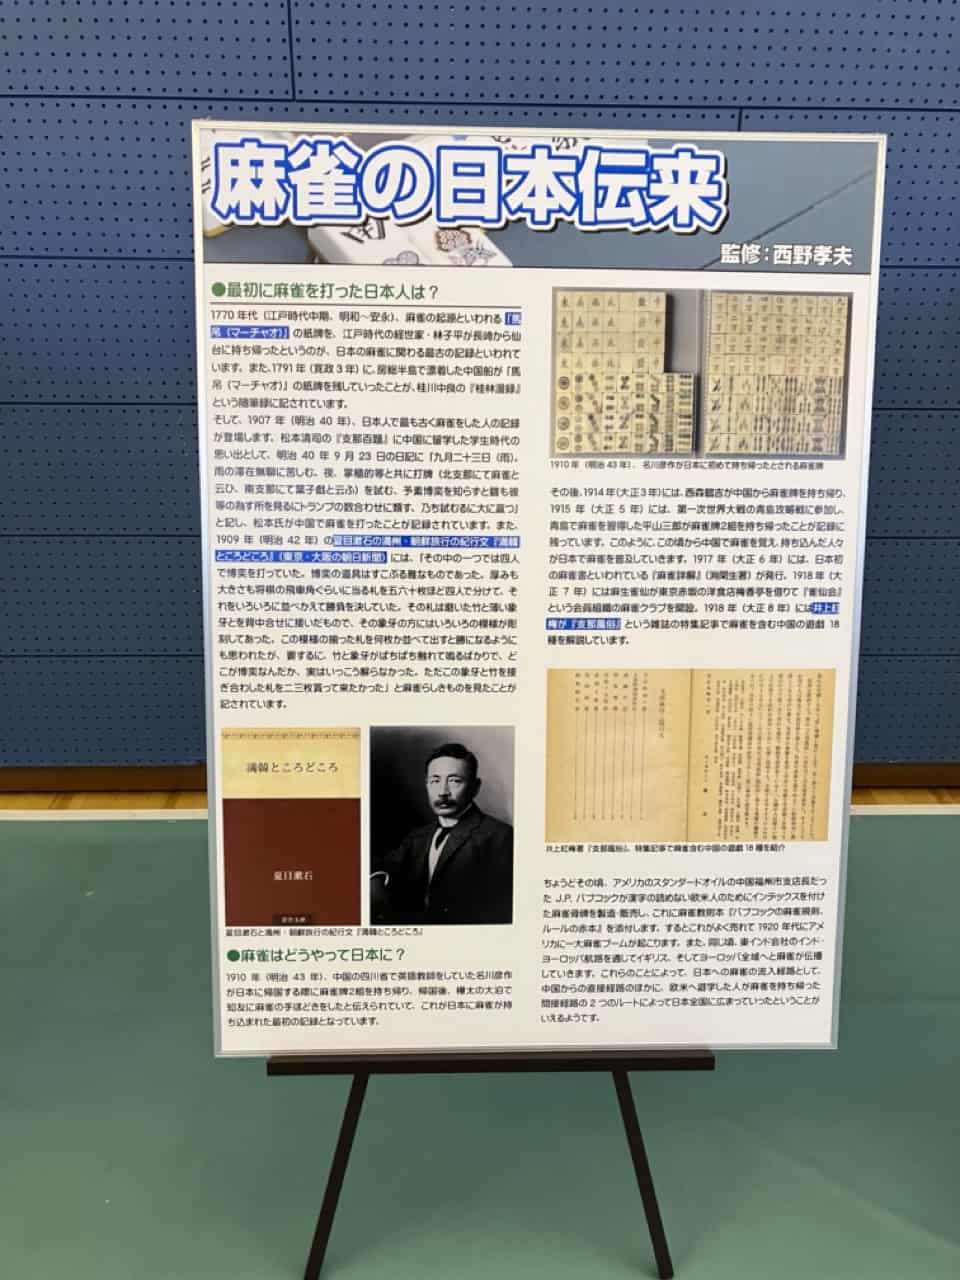 麻雀の日本伝来
監修：西野孝夫
●最初に麻雀を打った日本人は？
1770年代（江戸時代中期、明和～安永）、麻雀の起源といわれる『馬
吊（マーチャオ）』の紙牌を、江戸時代の経世家・林子平が長崎から仙
台に持ち帰ったというのが、日本の麻雀に関わる最古の記録といわれて
います。また、1791年（寛政3年）に、房総半島で漂着した中国船が「馬
吊（マーチャオ）」の紙牌を残していったことが、桂川中良の『桂林漫録』
という随筆録に記されています。
そして、1907年（明治40年）、日本人で最も古く麻雀をした人の記録
が登場します。松本清司の『支那百題』に中国に留学した学生時代の
思い出として、明治40年9月23日の日記に「九月二十三日（雨）。
雨の滞在無聊に苦しむ。夜、掌櫃的等と共に打牌（北支那にて麻雀と
云ひ、南支那にて葉子戯と云ふ）を試む、予素博奕を知らずと雖も彼
等の為す所を見るにトランプの数合わせに類す、乃ち試むるに大に贏つ」
と記し、松本氏が中国で麻雀を打ったことが記録されています。また、
1909年（明治42年）の夏目漱石の満州・朝鮮旅行の紀行文『満韓
ところどころ』（東京・大阪の朝日新聞）には、「その中の一つでは四人
で博奕を打っていた。博奕の道具はすこぶる雅なものであった。厚みも
大きさも将棋の飛車角ぐらいに当る札を五六十枚ほど四人で分けて、そ
れをいろいろに並べかえて勝負を決していた。その札は磨いた竹と薄い象
牙とを背中合せに接いだもので、その象牙の方にはいろいろの模様が彫
刻してあった。この模様の揃った札を何枚か並べて出すと勝になるように
も思われたが、要するに、竹と象牙がぱちぱち触れて鳴るばかりで、ど
こが博奕なんだか、実はいっこう解らなかった。ただこの象牙と竹を接
ぎ合わした札を二三枚貰って来たかった」と麻雀らしきものを見たことが
記されています。
満韓ところどころ
夏目漱石
夏目漱石と満州・朝鮮旅行の紀行文『満韓ところどころ』
●麻雀はどうやって日本に？
1910年（明治43年）、中国の四川省で英語教師をしていた名川彦作
が日本に帰国する際に麻雀牌2組を持ち帰り、帰国後、樺太の大泊で
知友に麻雀の手ほどきをしたと伝えられていて、これが日本に麻雀が持
ち込まれた最初の記録となっています。
1910年（明治43年）、名川彦作が日本に初めて持ち帰ったとされる麻雀牌
その後、1914年（大正3年）には、西森鶴吉が中国から麻雀牌を持ち帰り、
1915年（大正5年）には、第一次世界大戦の青島攻略戦に参加し、
青島で麻雀を習得した平山三郎が麻雀牌2組を持ち帰ったことが記録に
残っています。このように、この頃から中国で麻雀を覚え、持ち込んだ人々
が日本で麻雀を普及していきます。1917年（大正6年）には、日本初
の麻雀書といわれている『麻雀詳解』（淵閑生著）が発行。1918年（大
正7年）には麻生雀仙が東京赤坂の洋食店梅香亭を借りて『雀仙会』
という会員組織の麻雀クラブを開設。1918年（大正8年）には井上紅
梅が『支那風俗』という雑誌の特集記事で麻雀を含む中国の遊戯18
種を解説しています。
井上紅梅著『支那風俗』。特集記事で麻雀含む中国の遊戯18種を紹介
ちょうどその頃、アメリカのスタンダードオイルの中国福州市支店長だっ
たJ.P.バブコックが漢字の読めない欧米人のためにインデックスを付け
た麻雀骨牌を製造・販売し、これに麻雀教則本『バブコックの麻雀規則、
ルールの赤本』を添付します。するとこれがよく売れて1920年代にアメ
リカに一大麻雀ブームが起こります。また、同じ頃、東インド会社のインド・
ヨーロッパ航路を通じてイギリス、そしてヨーロッパ全域へと麻雀が伝播
していきます。これらのことによって、日本への麻雀の流入経路として、
中国からの直接経路のほかに、欧米へ遊学した人が麻雀を持ち帰った
間接経路の2つのルートによって日本全国に広まっていったということが
いえるようです。